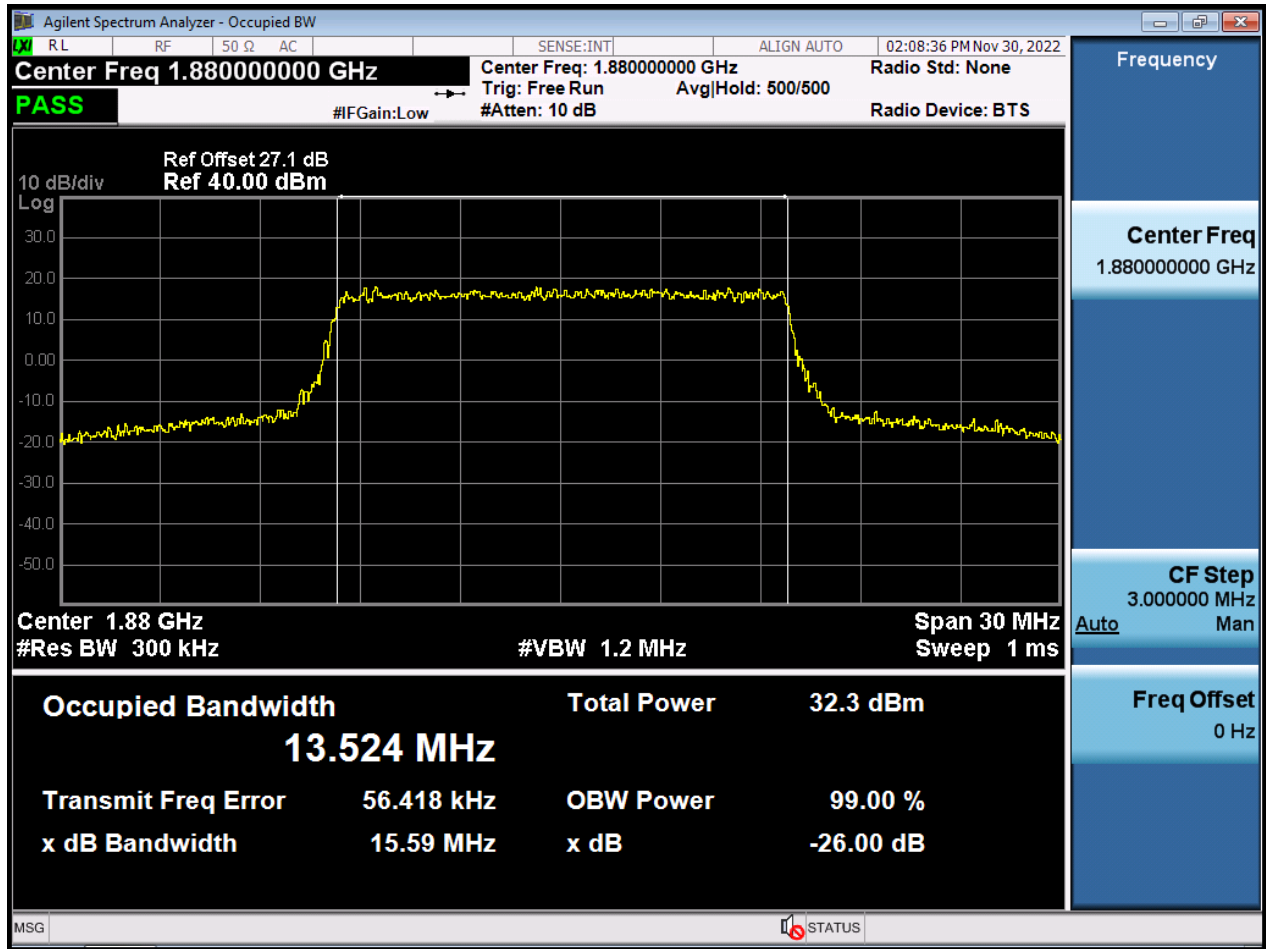 Agilent Spectrum Analyzer - Occupied BW
LXI RL RF 50 Ω AC SENSE:INT ALIGN AUTO 02:08:36 PM Nov 30, 2022
Center Freq 1.880000000 GHz
Center Freq: 1.880000000 GHz
Radio Std: None
Trig: Free Run Avg|Hold: 500/500
PASS
#IFGain:Low
#Atten: 10 dB
Radio Device: BTS
Ref Offset 27.1 dB
10 dB/div Ref 40.00 dBm
Log
30.0
20.0
10.0
0.00
-10.0
-20.0
-30.0
-40.0
-50.0
Center 1.88 GHz Span 30 MHz
#Res BW 300 kHz #VBW 1.2 MHz Sweep 1 ms
Occupied Bandwidth Total Power 32.3 dBm
13.524 MHz
Transmit Freq Error 56.418 kHz OBW Power 99.00 %
x dB Bandwidth 15.59 MHz x dB -26.00 dB
MSG STATUS
Frequency
Center Freq
1.880000000 GHz
CF Step
3.000000 MHz
Auto Man
Freq Offset
0 Hz